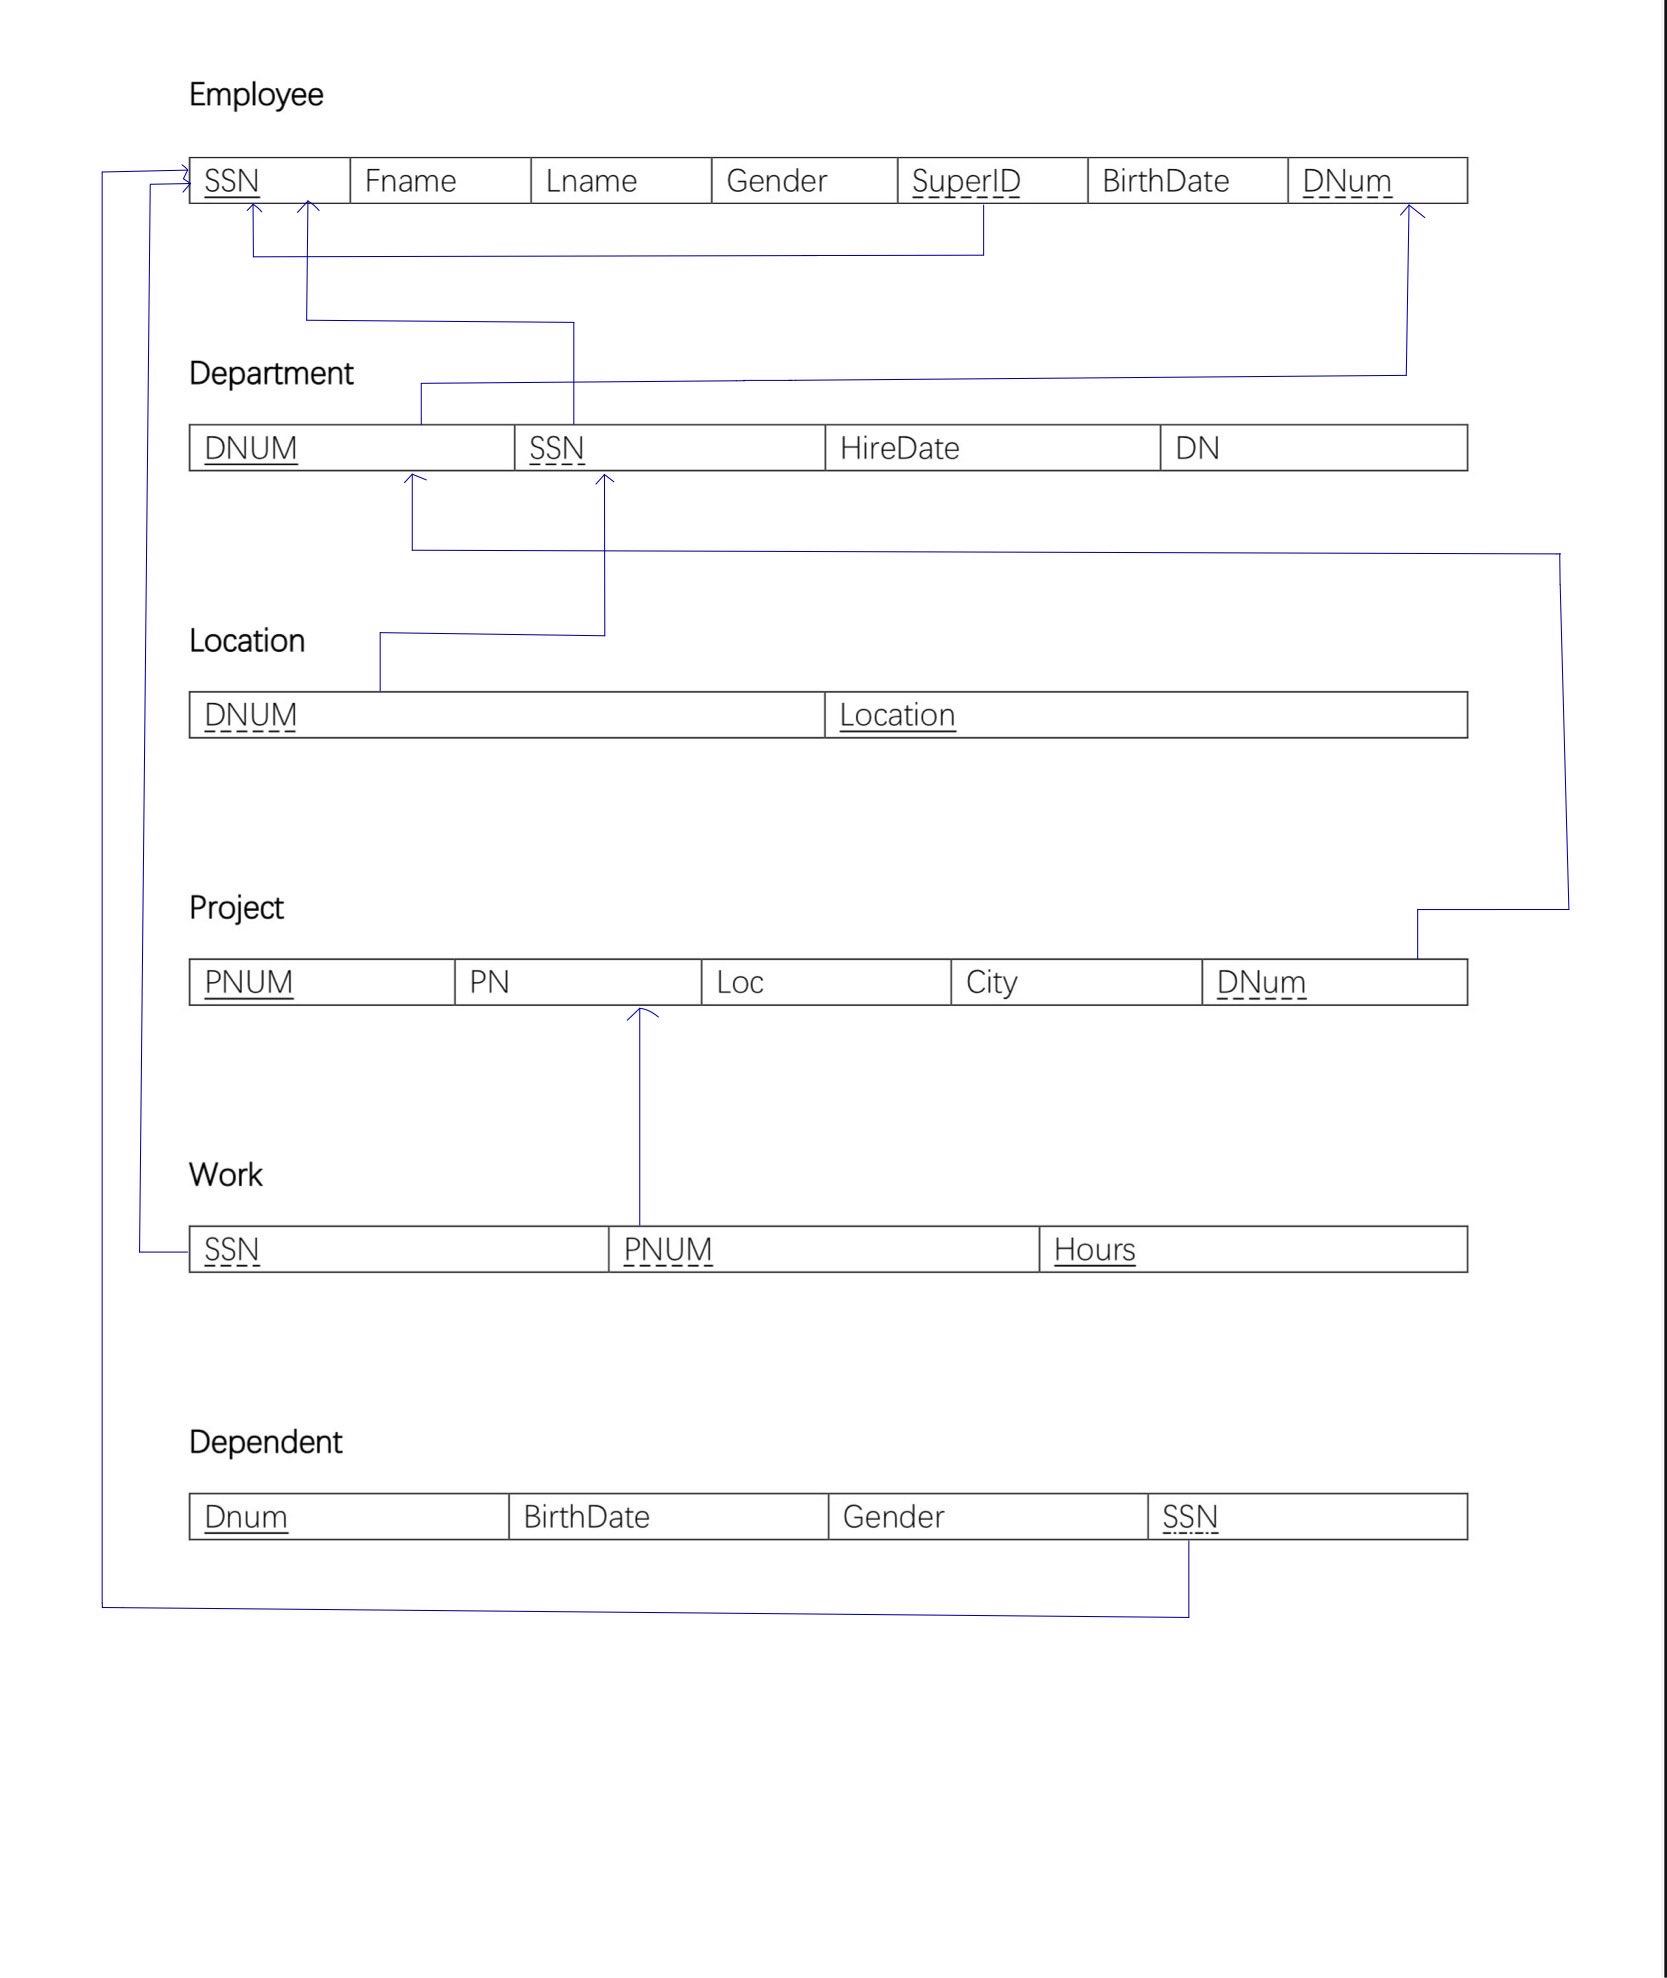 Employee
SSN Fname Lname Gender SuperID BirthDate DNum
Department
DNUM SSN HireDate DN
Location
DNUM Location
Project
PNUM PN Loc City DNum
Work
SSN PNUM Hours
Dependent
Dnum BirthDate Gender SSN